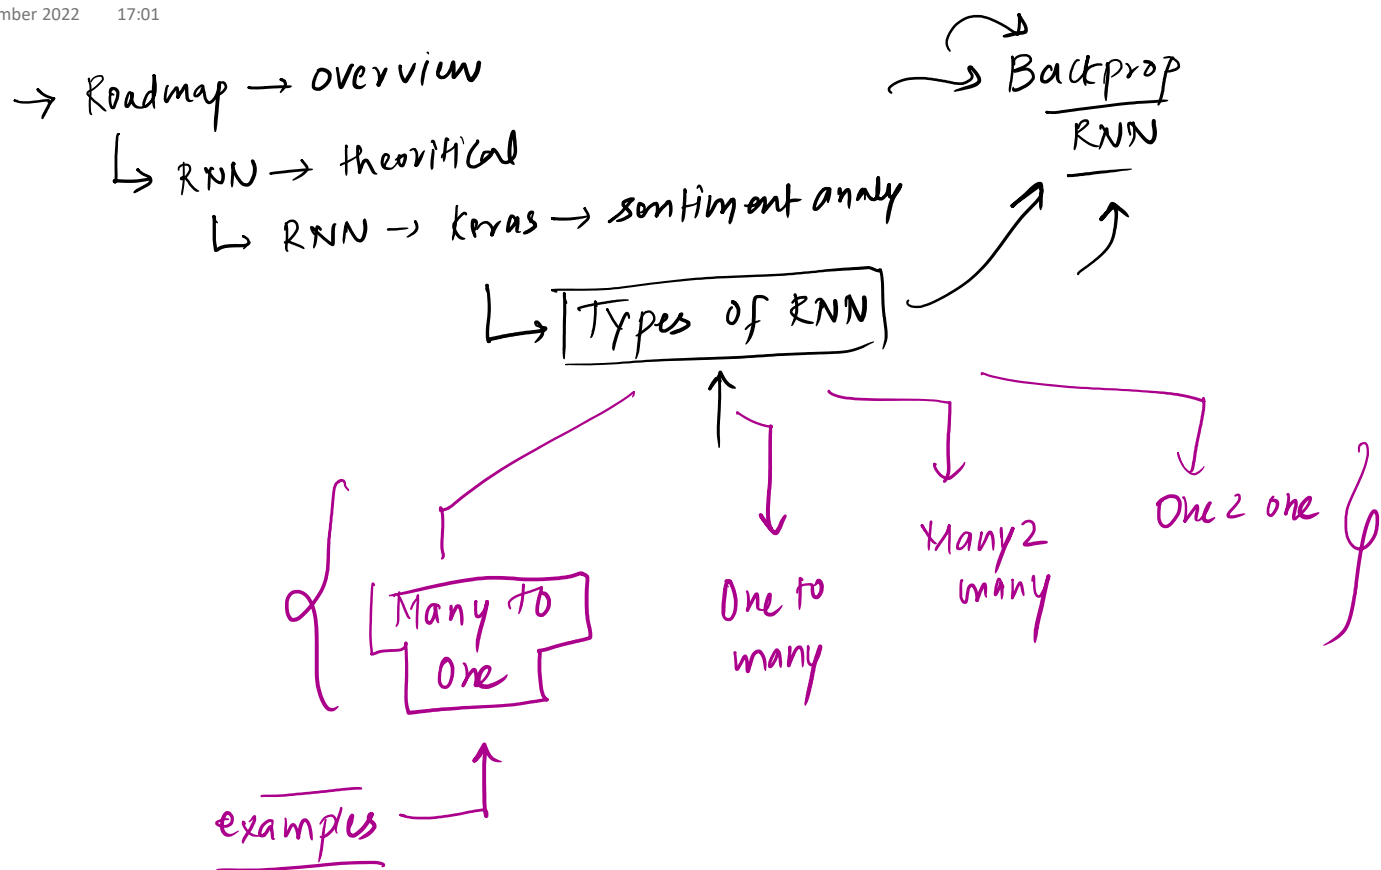 mber 2022 17:01
→ Roadmap → overview
↳ RNN → theoritical
↳ RNN → Keras → sentiment analy
↳ Types of RNN
Backprop
RNN
Many to
One
One to
many
Many 2
many
One 2 one
examples